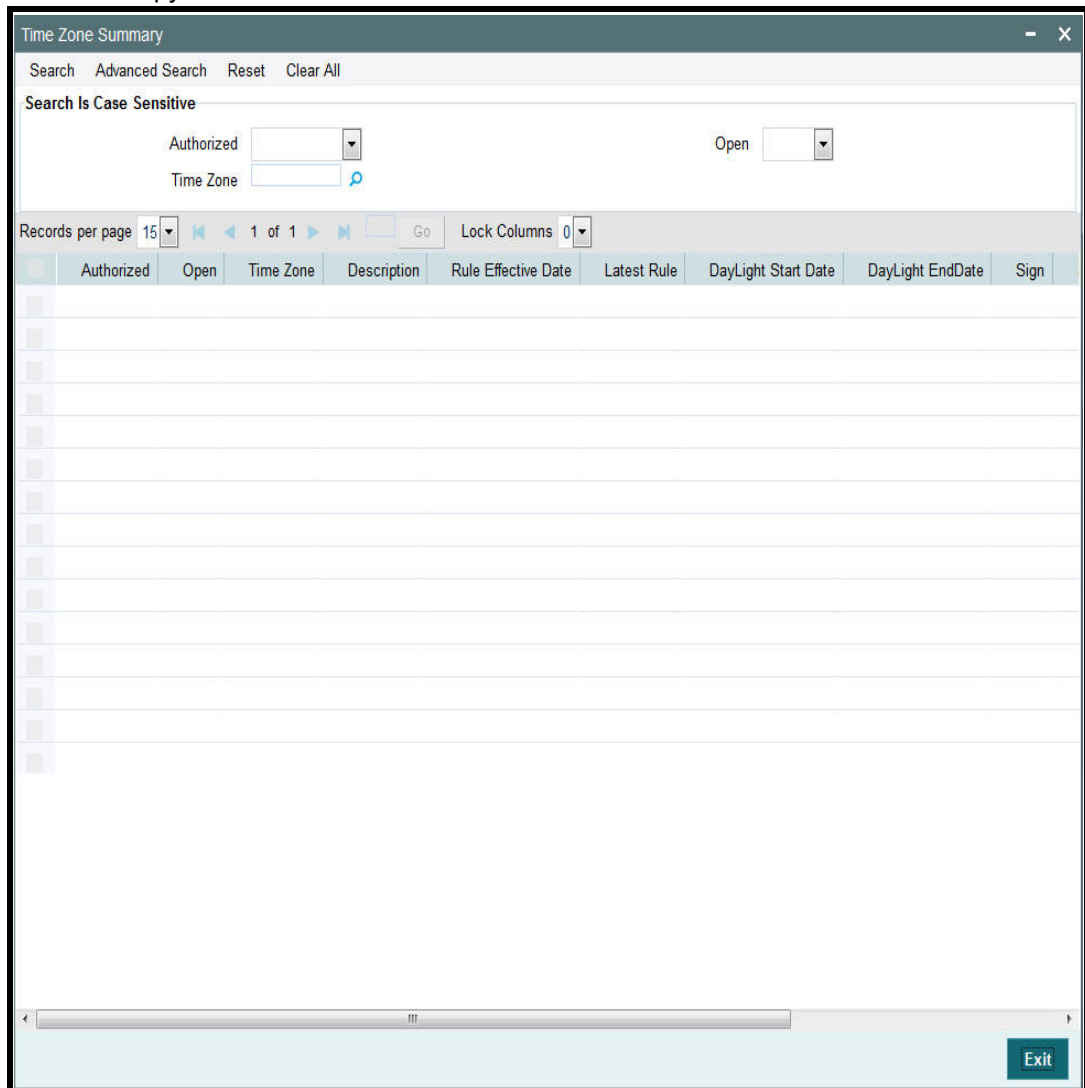 Time Zone Summary
Search Advanced Search Reset Clear All
Search Is Case Sensitive
Authorized Open
Time Zone
Records per page 15 1 of 1 Go Lock Columns 0
Authorized Open Time Zone Description Rule Effective Date Latest Rule DayLight Start Date DayLight EndDate Sign
Exit